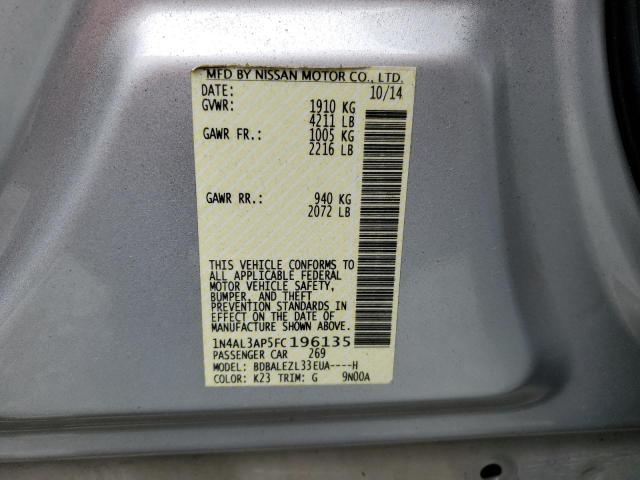 MFD BY NISSAN MOTOR CO., LTD.
DATE: 10/14
GVWR: 1910 KG
4211 LB
GAWR FR.: 1005 KG
2216 LB
GAWR RR.: 940 KG
2072 LB
THIS VEHICLE CONFORMS TO
ALL APPLICABLE FEDERAL
MOTOR VEHICLE SAFETY,
BUMPER, AND THEFT
PREVENTION STANDARDS IN
EFFECT ON THE DATE OF
MANUFACTURE SHOWN ABOVE.
1N4AL3AP5FC196135
PASSENGER CAR 269
MODEL: BDBALEZL33EUA----H
COLOR: K23 TRIM: G 9N00A